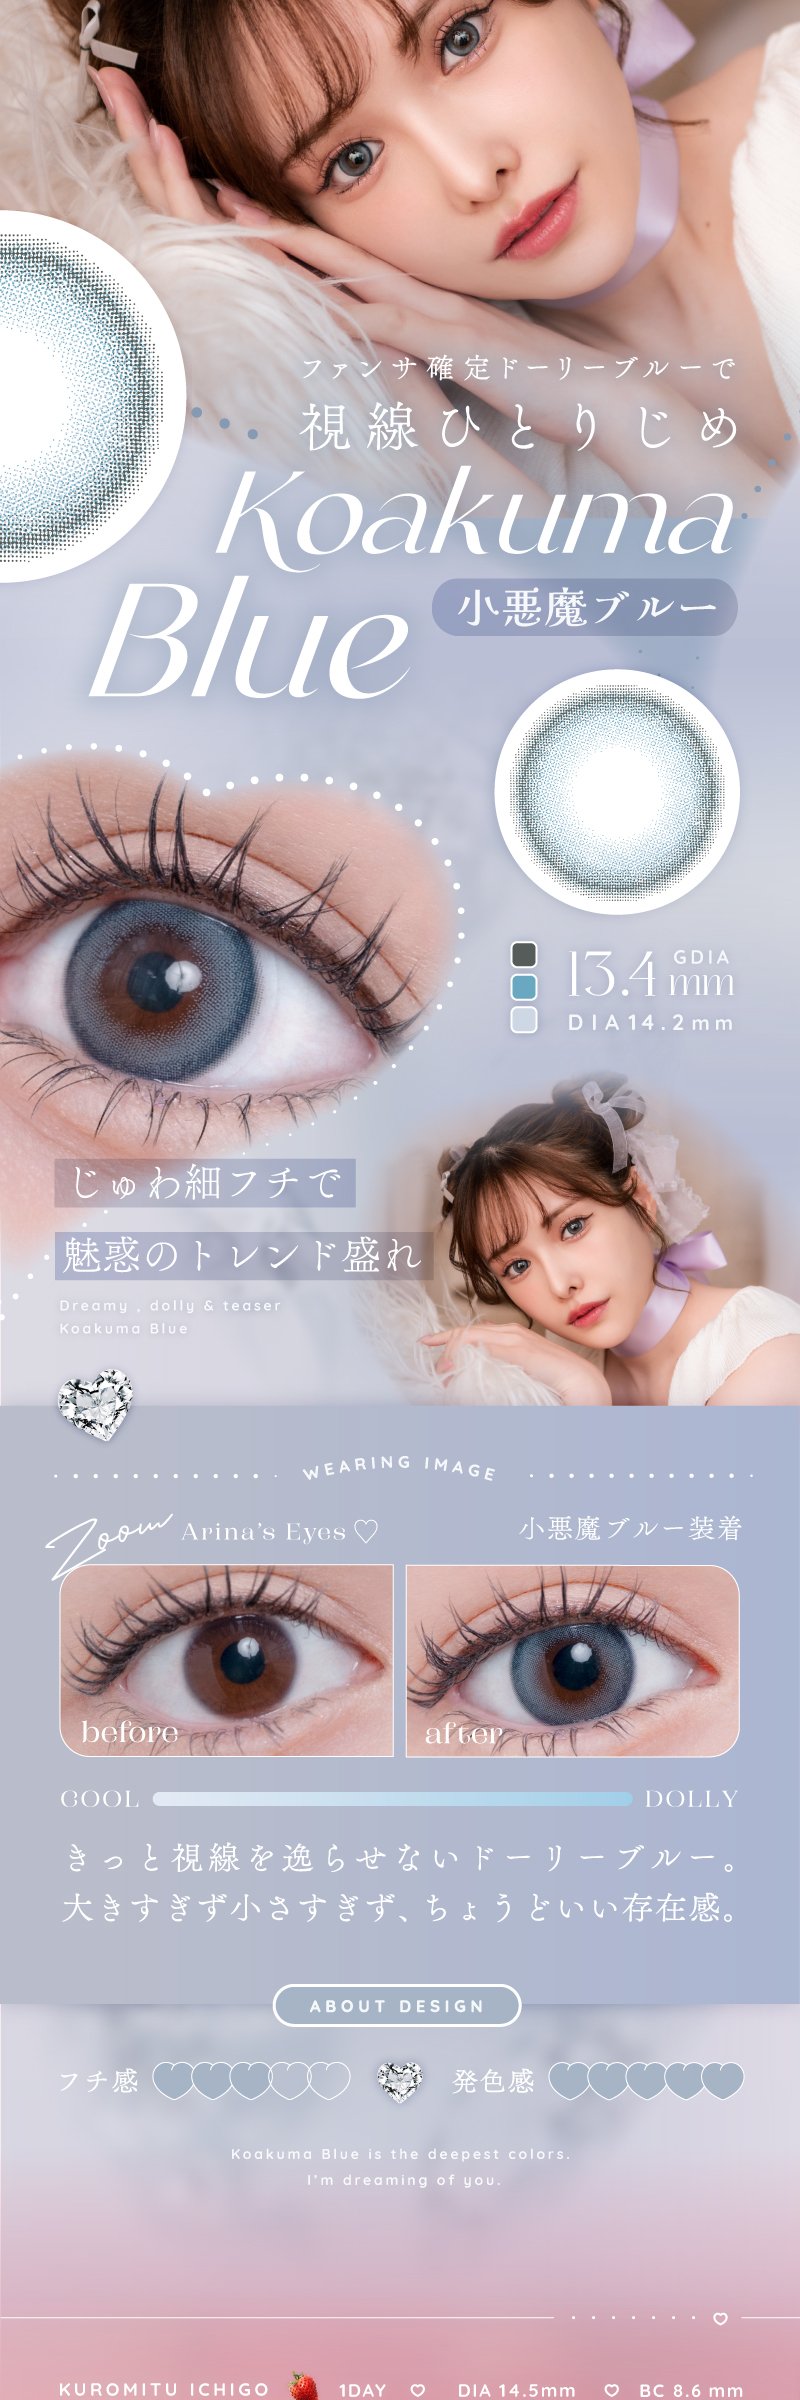 ファンサ確定ドーリーブルーで
視線ひとりじめ
Koakuma
Blue
小悪魔ブルー
13.4 mm GDIA
DIA 14.2mm
じゅわ細フチで
魅惑のトレンド盛れ
Dreamy , dolly & teaser
Koakuma Blue
WEARING IMAGE
Zoom Arina's Eyes ♡
小悪魔ブルー装着
before
after
COOL
DOLLY
きっと視線を逸らせないドーリーブルー。
大きすぎず小さすぎず、ちょうどいい存在感。
ABOUT DESIGN
フチ感
発色感
Koakuma Blue is the deepest colors.
I'm dreaming of you.
KUROMITU ICHIGO 1DAY ♡ DIA 14.5mm ♡ BC 8.6 mm